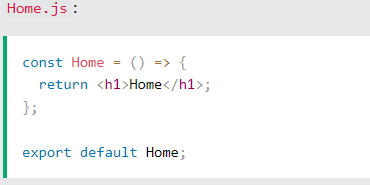 Home.js:
const Home = () => {
  return <h1>Home</h1>;
};
export default Home;